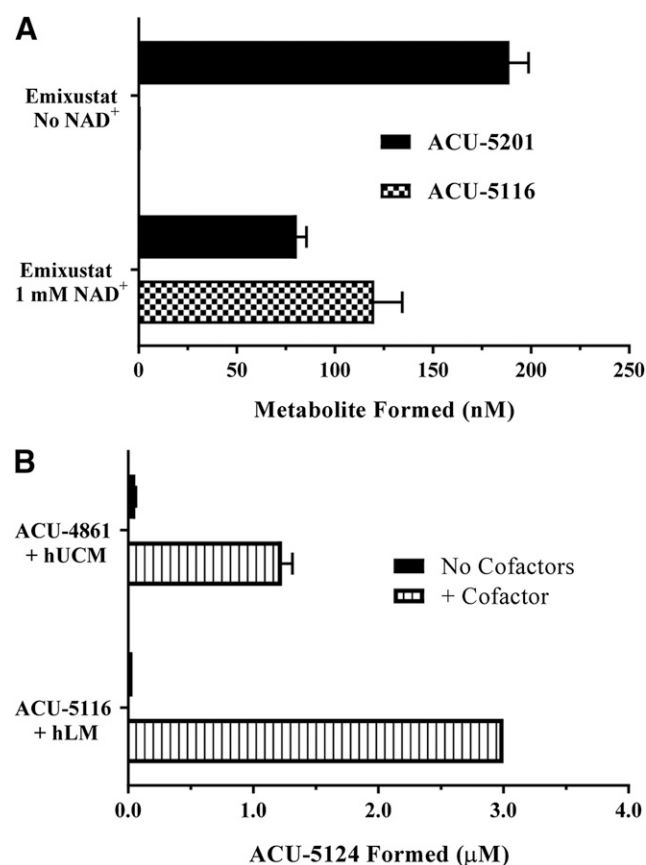 A
Emixustat
No NAD+
ACU-5201
ACU-5116
Emixustat
1 mM NAD+
0 50 100 150 200 250
Metabolite Formed (nM)
B
ACU-4861
+ hUCM
No Cofactors
+ Cofactor
ACU-5116
+ hLM
0.0 1.0 2.0 3.0 4.0
ACU-5124 Formed (μM)